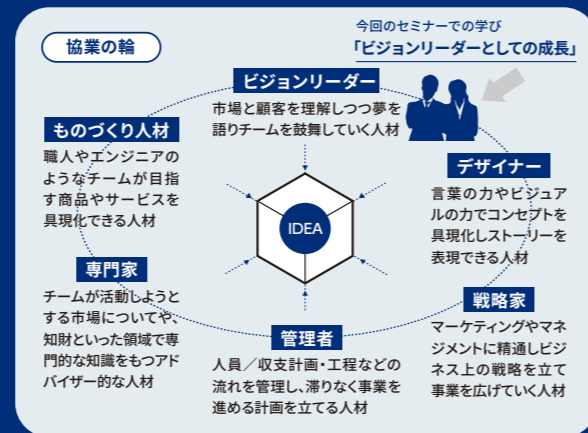 協業の輪
今回のセミナーでの学び
「ビジョンリーダーとしての成長」
ビジョンリーダー
市場と顧客を理解しつつ夢を
語りチームを鼓舞していく人材
ものづくり人材
職人やエンジニアの
ようなチームが目指
す商品やサービスを
具現化できる人材
デザイナー
言葉の力やビジュア
ルの力でコンセプトを
具現化しストーリーを
表現できる人材
IDEA
専門家
チームが活動しようと
する市場についてや、
知財といった領域で専
門的な知識をもつアド
バイザー的な人材
管理者
人員／収支計画・工程などの
流れを管理し、滞りなく事業を
進める計画を立てる人材
戦略家
マーケティングやマネ
ジメントに精通しビジ
ネス上の戦略を立て
事業を広げていく人材